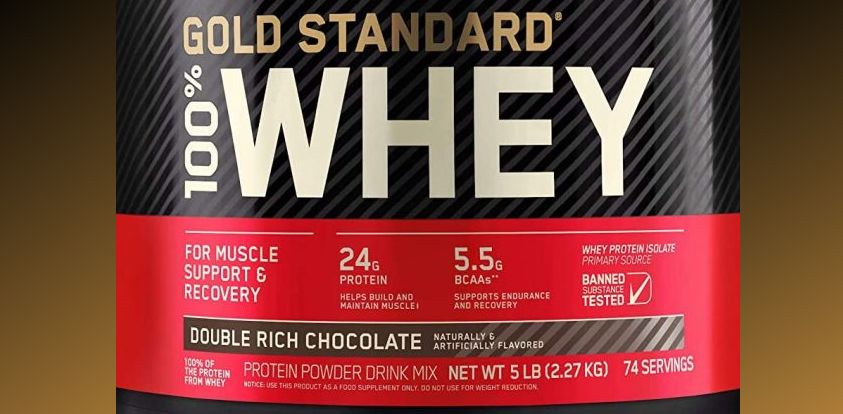 GOLD STANDARD®
100% WHEY
FOR MUSCLE
SUPPORT &
RECOVERY
24G
PROTEIN
HELPS BUILD AND
MAINTAIN MUSCLE‡
5.5G
BCAAs**
SUPPORTS ENDURANCE
AND RECOVERY
WHEY PROTEIN ISOLATE
PRIMARY SOURCE
BANNED
SUBSTANCE
TESTED
DOUBLE RICH CHOCOLATE
NATURALLY &
ARTIFICIALLY FLAVORED
100% OF
THE PROTEIN
FROM WHEY
PROTEIN POWDER DRINK MIX NET WT 5 LB (2.27 KG) 74 SERVINGS
NOTICE: USE THIS PRODUCT AS A FOOD SUPPLEMENT ONLY. DO NOT USE FOR WEIGHT REDUCTION.